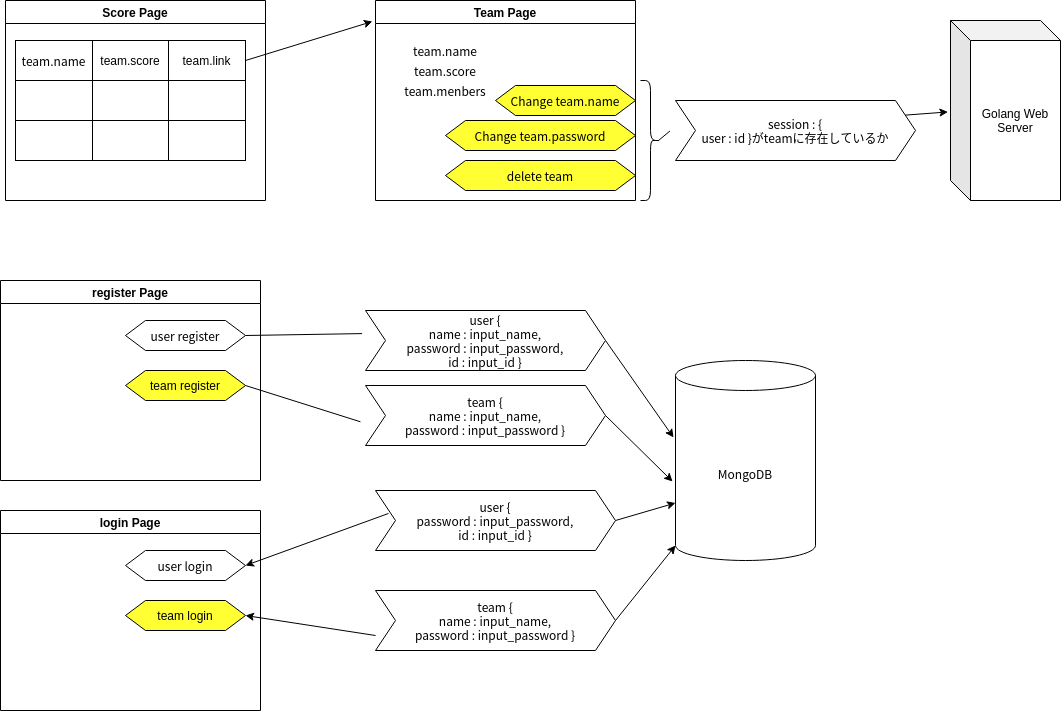 Score Page
team.name
team.score
team.link
Team Page
team.name
team.score
team.menbers
Change team.name
Change team.password
delete team
session : {
user : id }がteamに存在しているか
Golang Web
Server
register Page
user register
team register
user {
name : input_name,
password : input_password,
id : input_id }
team {
name : input_name,
password : input_password }
MongoDB
login Page
user login
team login
user {
password : input_password,
id : input_id }
team {
name : input_name,
password : input_password }